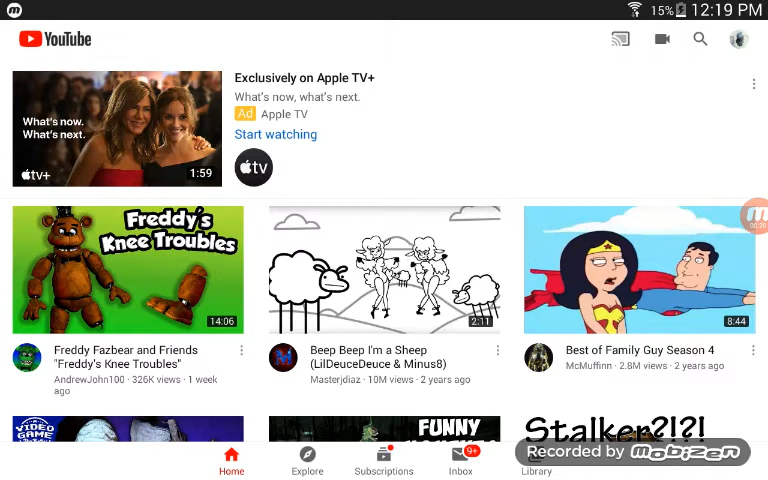 15% 12:19 PM
YouTube
What's now.
What's next.
tv+
1:59
Exclusively on Apple TV+
What's now, what's next.
Ad Apple TV
Start watching
tv
00:20
Freddy's
Knee Troubles
14:06
2:11
8:44
Freddy Fazbear and Friends
"Freddy's Knee Troubles"
AndrewJohn100 · 326K views · 1 week
ago
Beep Beep I'm a Sheep
(LilDeuceDeuce & Minus8)
Masterjdiaz · 10M views · 2 years ago
Best of Family Guy Season 4
McMuffinn · 2.8M views · 2 years ago
VIDEO
GAME
FUNNY
Stalker?!?!
Recorded by mobizen
9+
Home
Explore
Subscriptions
Inbox
Library